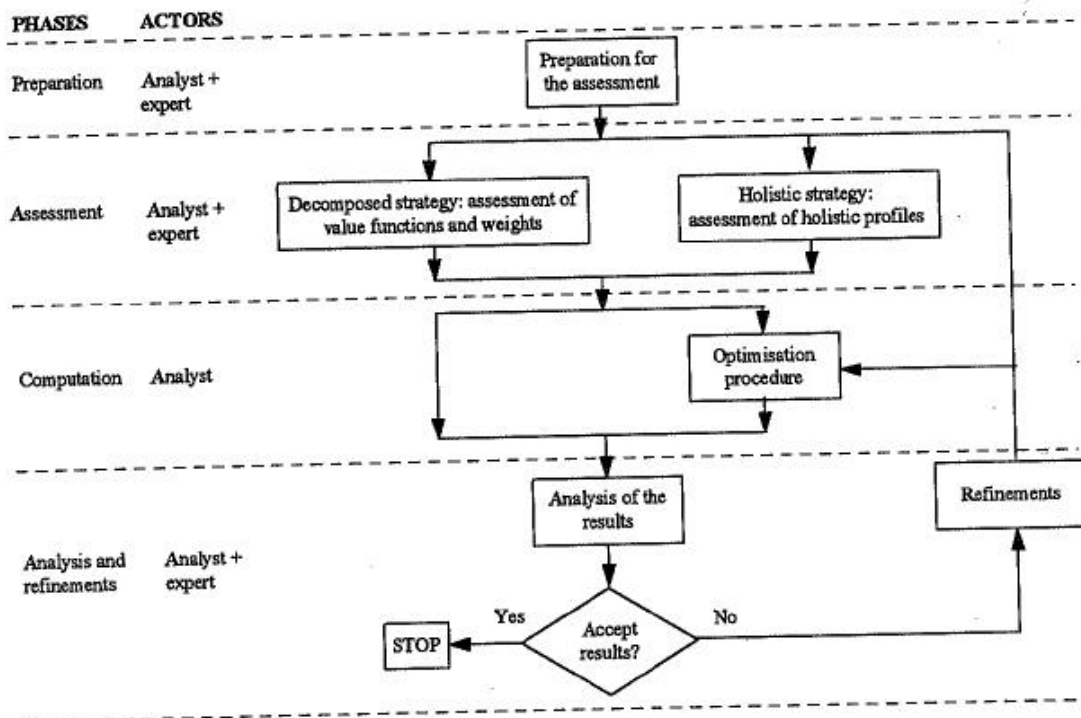 PHASES ACTORS
Preparation Analyst +
expert
Preparation for
the assessment
Assessment Analyst +
expert
Decomposed strategy: assessment of
value functions and weights
Holistic strategy:
assessment of holistic profiles
Computation Analyst
Optimisation
procedure
Analysis and
refinements
Analyst +
expert
Analysis of the
results
Refinements
Yes
No
STOP
Accept
results?